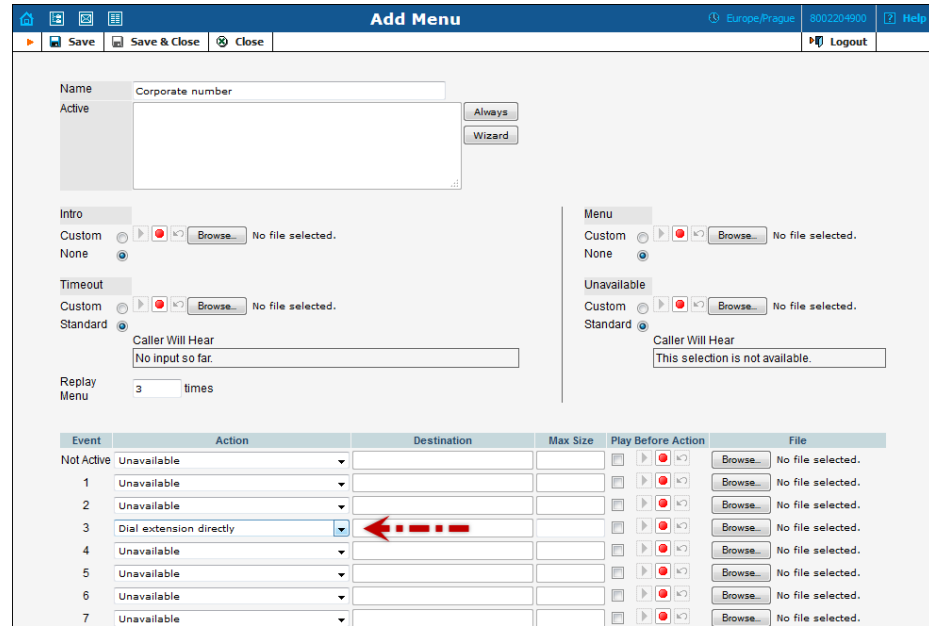 Add Menu Europe/Prague 8002204900 [?] Help
Save Save & Close Close Logout
Name Corporate number
Active
Always
Wizard
Intro
Custom Browse... No file selected.
None
Menu
Custom Browse... No file selected.
None
Timeout
Custom Browse... No file selected.
Standard
Caller Will Hear
No input so far.
Unavailable
Custom Browse... No file selected.
Standard
Caller Will Hear
This selection is not available.
Replay
Menu
3 times
Event Action Destination Max Size Play Before Action File
Not Active Unavailable Browse... No file selected.
1 Unavailable Browse... No file selected.
2 Unavailable Browse... No file selected.
3 Dial extension directly Browse... No file selected.
4 Unavailable Browse... No file selected.
5 Unavailable Browse... No file selected.
6 Unavailable Browse... No file selected.
7 Unavailable Browse... No file selected.